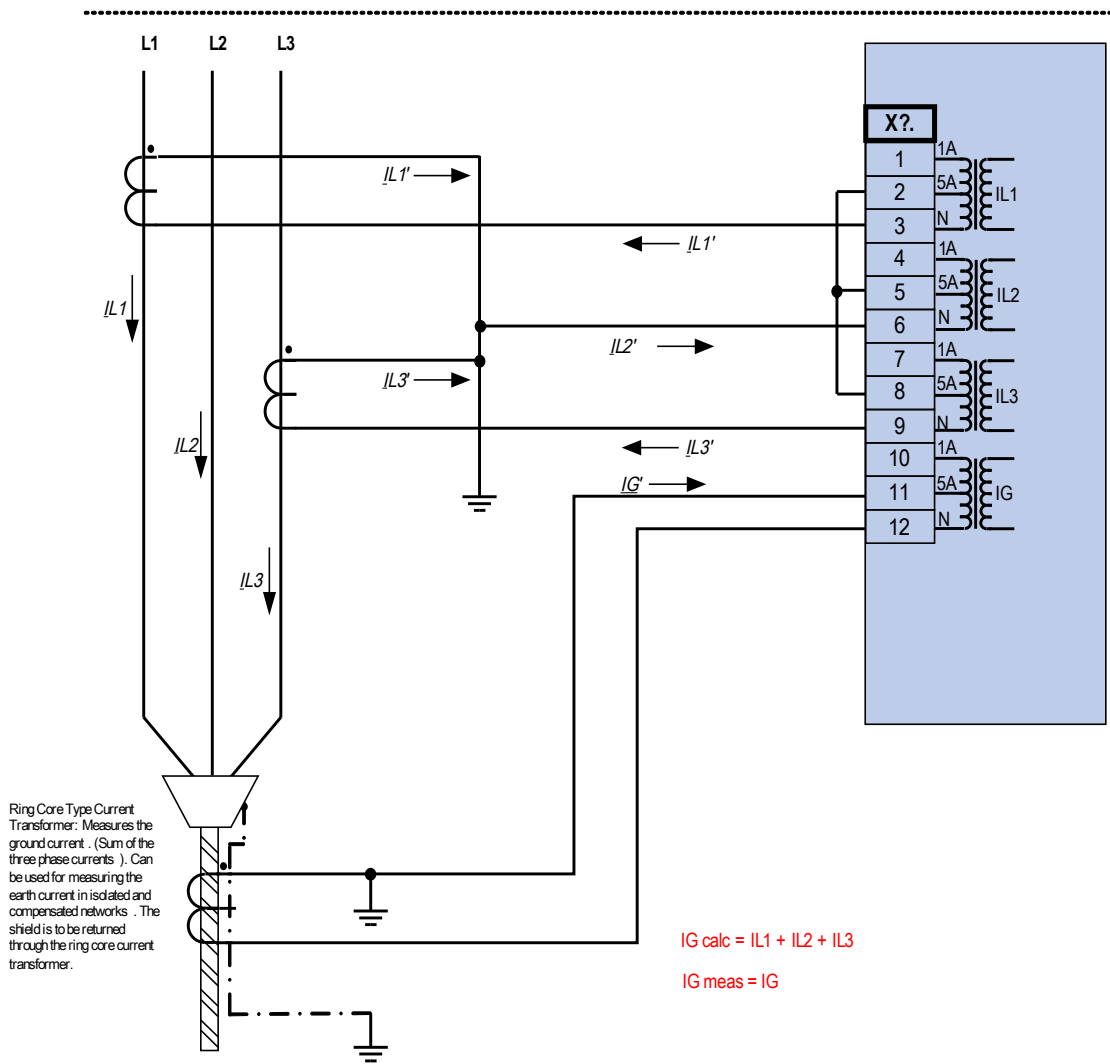 L1 L2 L3
X?.
1 1A
2 5A IL1
3 N
4 1A
5 5A IL2
6 N
7 1A
8 5A IL3
9 N
10 1A
11 5A IG
12 N
IL1'
IL1'
IL1
IL2'
IL3'
IL2
IL3'
IG'
IL3
Ring Core Type Current
Transformer: Measures the
ground current . (Sum of the
three phase currents ). Can
be used for measuring the
earth current in isolated and
compensated networks . The
shield is to be returned
through the ring core current
transformer.
IG calc = IL1 + IL2 + IL3
IG meas = IG